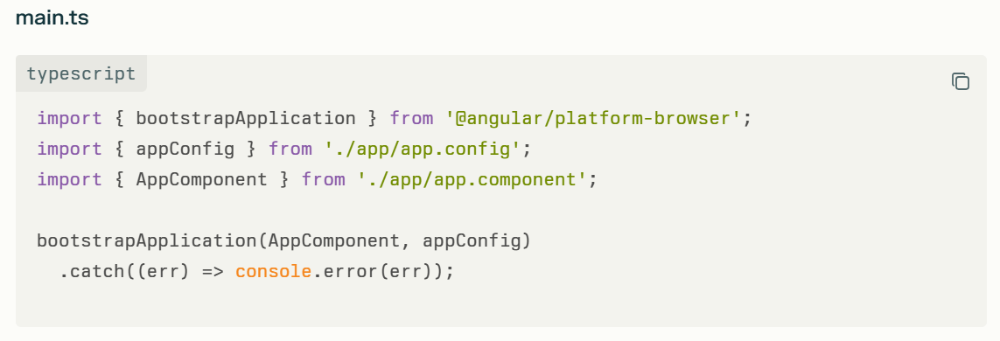 main.ts
typescript
import { bootstrapApplication } from '@angular/platform-browser';
import { appConfig } from './app/app.config';
import { AppComponent } from './app/app.component';
bootstrapApplication(AppComponent, appConfig)
.catch((err) => console.error(err));